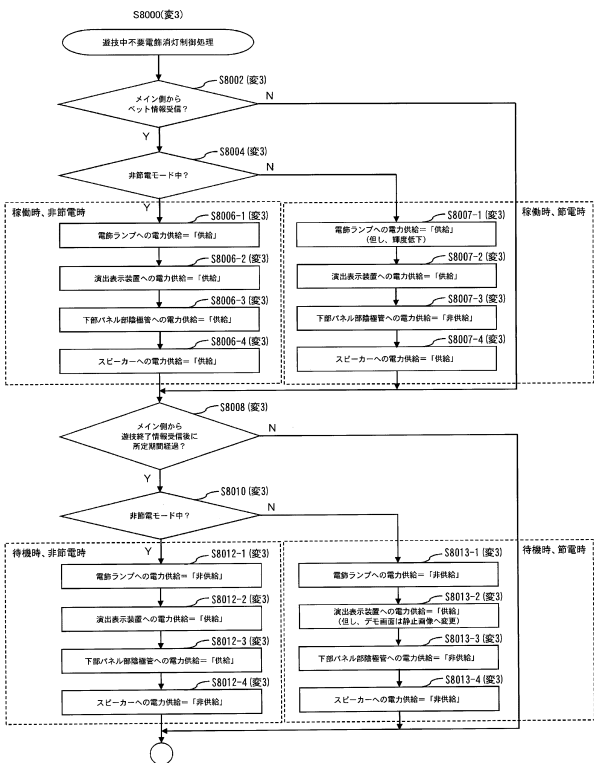 S8000(変3)
遊技中不要電飾消灯制御処理
S8002(変3)
メイン側から
ベット情報受信?
N
Y
S8004(変3)
非節電モード中?
N
Y
稼働時、非節電時
S8006-1(変3)
電飾ランプへの電力供給=「供給」
S8006-2(変3)
演出表示装置への電力供給=「供給」
S8006-3(変3)
下部パネル部陰極管への電力供給=「供給」
S8006-4(変3)
スピーカーへの電力供給=「供給」
稼働時、節電時
S8007-1(変3)
電飾ランプへの電力供給=「供給」
(但し、輝度低下)
S8007-2(変3)
演出表示装置への電力供給=「供給」
S8007-3(変3)
下部パネル部陰極管への電力供給=「非供給」
S8007-4(変3)
スピーカーへの電力供給=「供給」
S8008(変3)
メイン側から
遊技終了情報受信後に
所定期間経過?
N
Y
S8010(変3)
非節電モード中?
N
Y
待機時、非節電時
S8012-1(変3)
電飾ランプへの電力供給=「非供給」
S8012-2(変3)
演出表示装置への電力供給=「供給」
S8012-3(変3)
下部パネル部陰極管への電力供給=「供給」
S8012-4(変3)
スピーカーへの電力供給=「非供給」
待機時、節電時
S8013-1(変3)
電飾ランプへの電力供給=「非供給」
S8013-2(変3)
演出表示装置への電力供給=「供給」
(但し、デモ画面は静止画像へ変更)
S8013-3(変3)
下部パネル部陰極管への電力供給=「非供給」
S8013-4(変3)
スピーカーへの電力供給=「非供給」